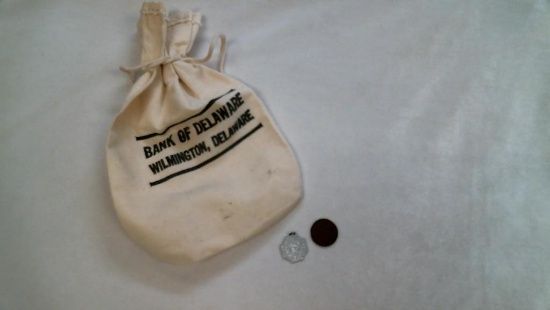 BANK OF DELAWARE
WILMINGTON, DELAWARE